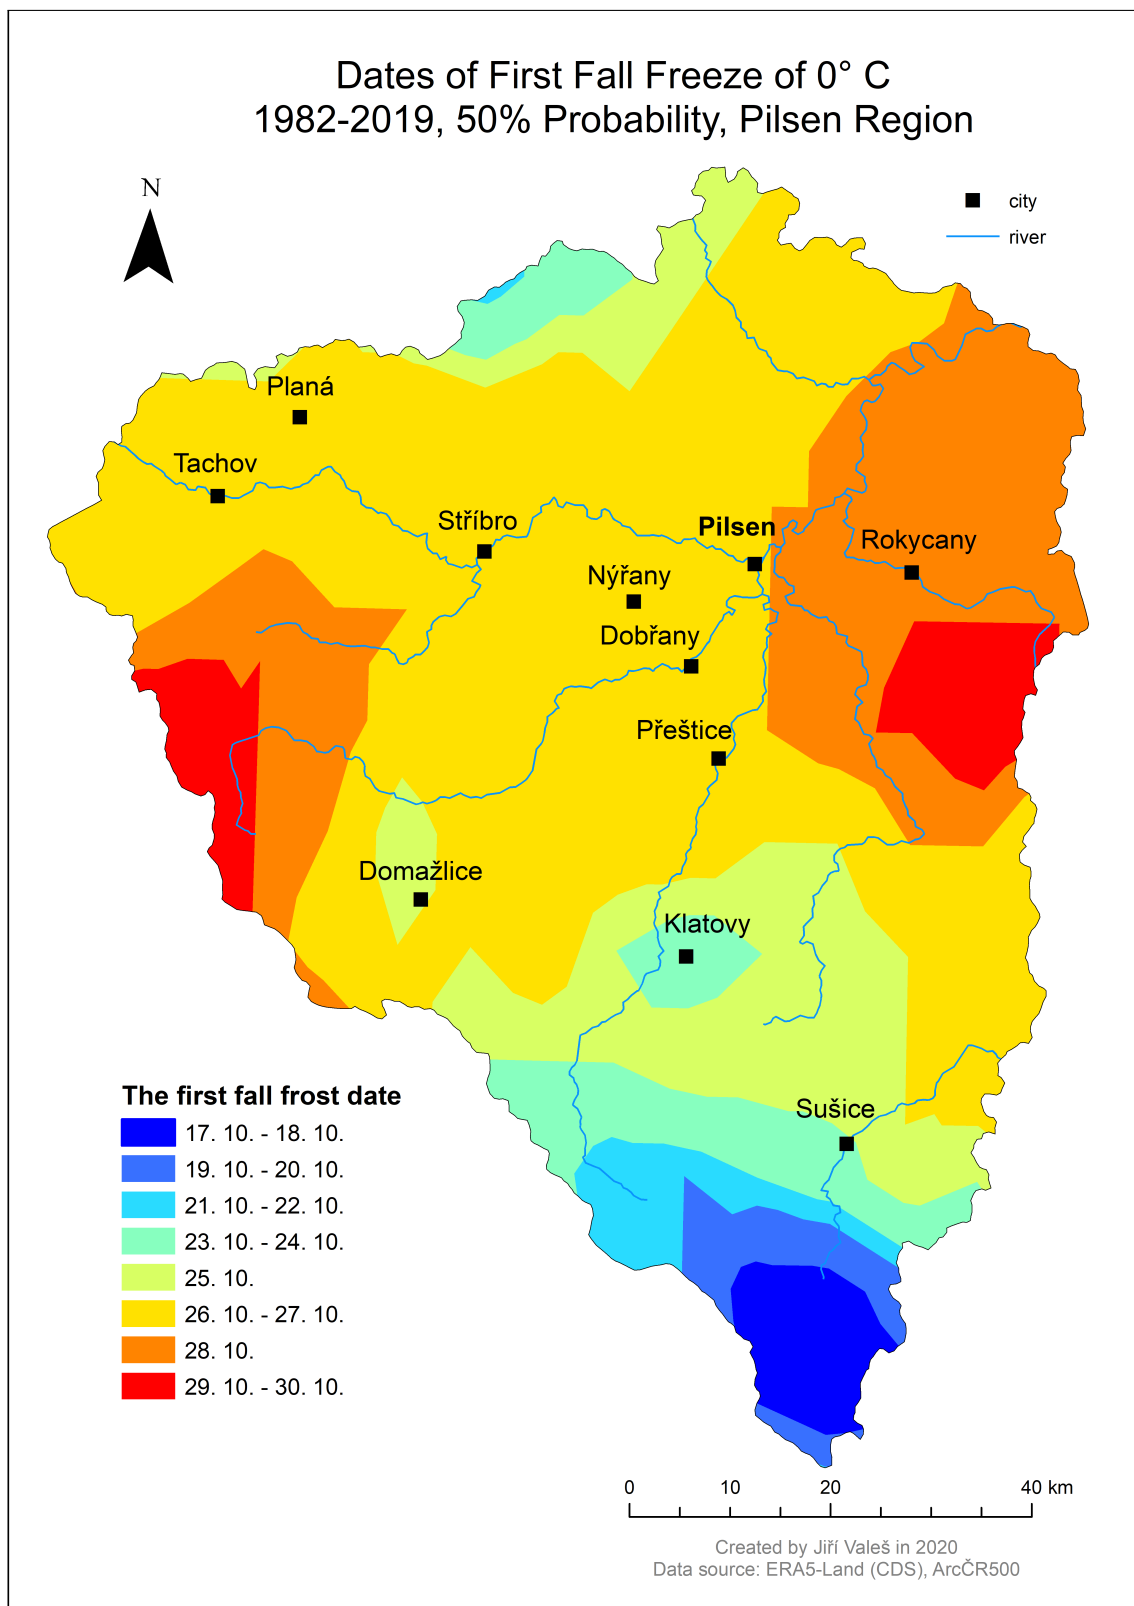 Dates of First Fall Freeze of 0° C
1982-2019, 50% Probability, Pilsen Region
N
city
river
Planá
Tachov
Stříbro
Pilsen
Rokycany
Nýřany
Dobřany
Přeštice
Domažlice
Klatovy
Sušice
The first fall frost date
17. 10. - 18. 10.
19. 10. - 20. 10.
21. 10. - 22. 10.
23. 10. - 24. 10.
25. 10.
26. 10. - 27. 10.
28. 10.
29. 10. - 30. 10.
0 10 20 40 km
Created by Jiří Valeš in 2020
Data source: ERA5-Land (CDS), ArcČR500